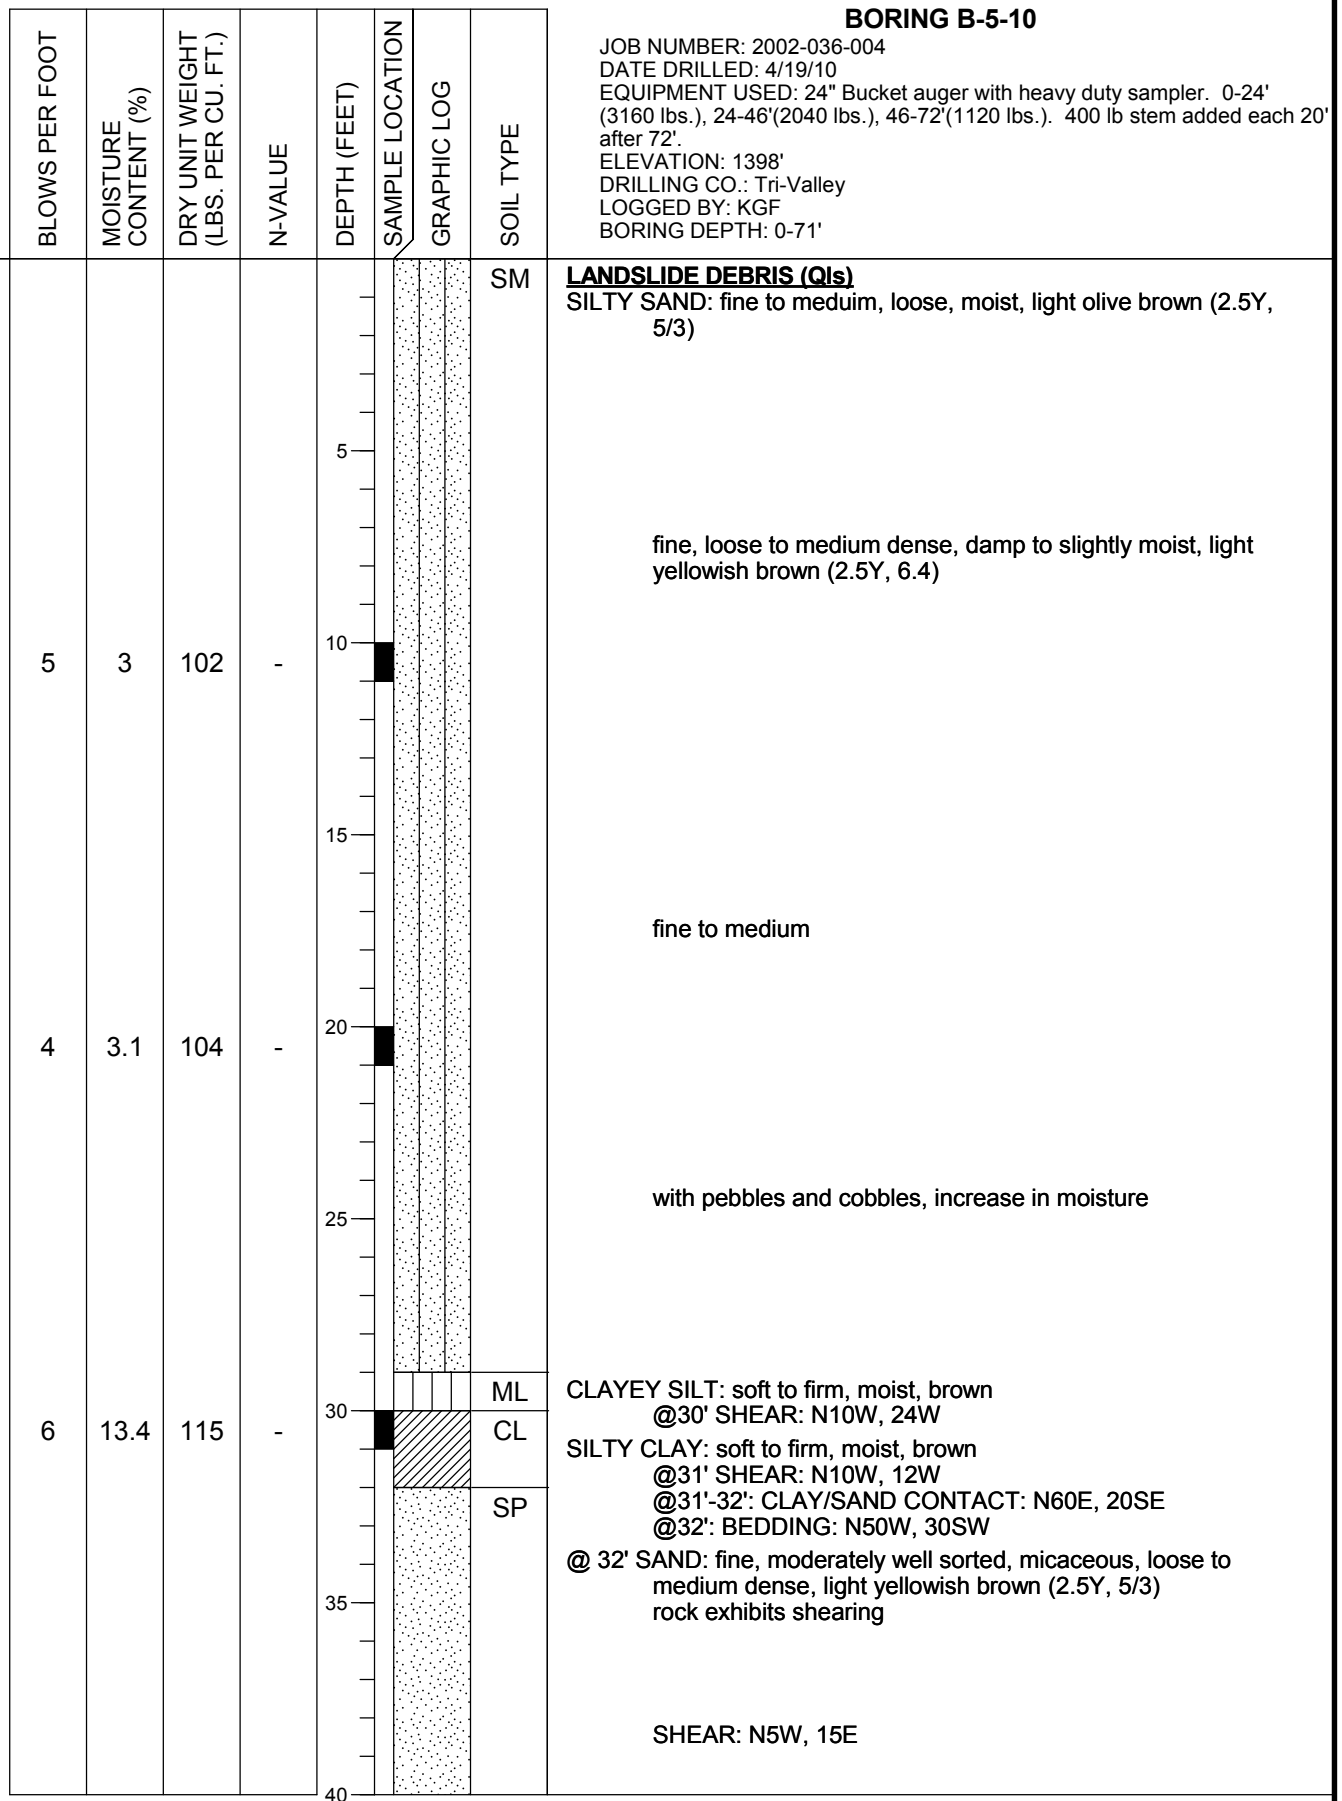 BORING B-5-10
JOB NUMBER: 2002-036-004
DATE DRILLED: 4/19/10
EQUIPMENT USED: 24" Bucket auger with heavy duty sampler. 0-24'
(3160 lbs.), 24-46'(2040 lbs.), 46-72'(1120 lbs.). 400 lb stem added each 20'
after 72'.
ELEVATION: 1398'
DRILLING CO.: Tri-Valley
LOGGED BY: KGF
BORING DEPTH: 0-71'
BLOWS PER FOOT
MOISTURE
CONTENT (%)
DRY UNIT WEIGHT
(LBS. PER CU. FT.)
N-VALUE
DEPTH (FEET)
SAMPLE LOCATION
GRAPHIC LOG
SOIL TYPE
SM
LANDSLIDE DEBRIS (Qls)
SILTY SAND: fine to meduim, loose, moist, light olive brown (2.5Y,
5/3)
5
fine, loose to medium dense, damp to slightly moist, light
yellowish brown (2.5Y, 6.4)
10
5 3 102 -
15
fine to medium
20
4 3.1 104 -
with pebbles and cobbles, increase in moisture
25
ML CLAYEY SILT: soft to firm, moist, brown
30 @30' SHEAR: N10W, 24W
6 13.4 115 - CL
SILTY CLAY: soft to firm, moist, brown
@31' SHEAR: N10W, 12W
@31'-32': CLAY/SAND CONTACT: N60E, 20SE
SP
@32': BEDDING: N50W, 30SW
@ 32' SAND: fine, moderately well sorted, micaceous, loose to
medium dense, light yellowish brown (2.5Y, 5/3)
35 rock exhibits shearing
SHEAR: N5W, 15E
40